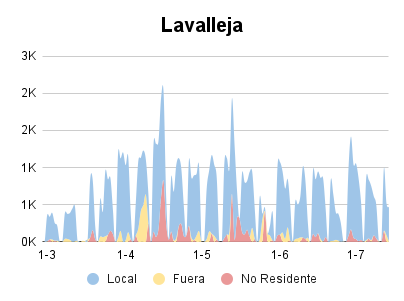 Lavalleja
3K
2K
2K
1K
1K
0K
1-3 1-4 1-5 1-6 1-7
Local Fuera No Residente